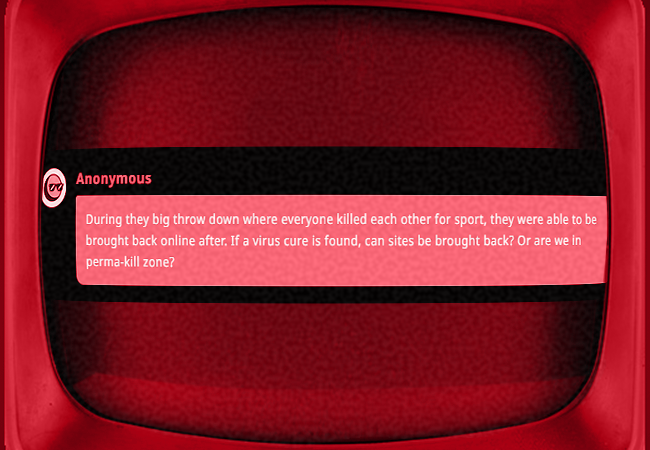 Anonymous
During they big throw down where everyone killed each other for sport, they were able to be
brought back online after. If a virus cure is found, can sites be brought back? Or are we in
perma-kill zone?